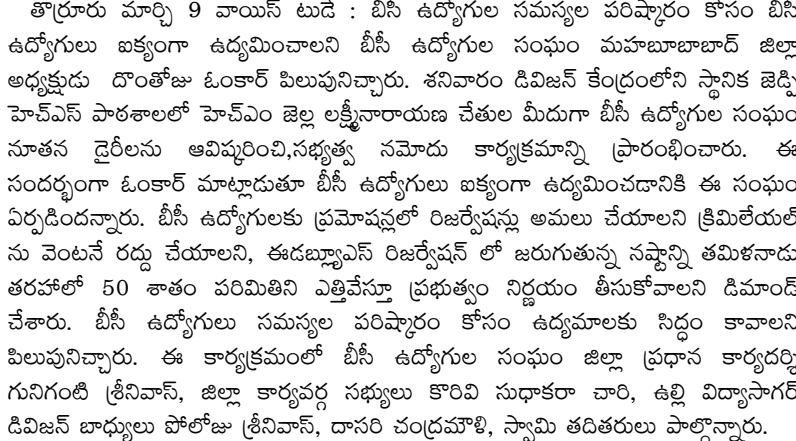 తొర్రూరు మార్చి 9 వాయిస్ టుడే : బిసి ఉద్యోగుల సమస్యల పరిష్కారం కోసం బీసీ
ఉద్యోగులు ఐక్యంగా ఉద్యమించాలని బీసీ ఉద్యోగుల సంఘం మహబూబాబాద్ జిల్లా
అధ్యక్షుడు దొంతోజు ఓంకార్ పిలుపునిచ్చారు. శనివారం డివిజన్ కేంద్రంలోని స్థానిక జెడ్పి
హెచ్ఎస్ పాఠశాలలో హెచ్ఎం జెల్ల లక్ష్మీనారాయణ చేతుల మీదుగా బీసీ ఉద్యోగుల సంఘం
నూతన డైరీలను ఆవిష్కరించి,సభ్యత్వ నమోదు కార్యక్రమాన్ని ప్రారంభించారు. ఈ
సందర్భంగా ఓంకార్ మాట్లాడుతూ బీసీ ఉద్యోగులు ఐక్యంగా ఉద్యమించడానికి ఈ సంఘం
ఏర్పడిందన్నారు. బీసీ ఉద్యోగులకు ప్రమోషన్లలో రిజర్వేషన్లు అమలు చేయాలని క్రిమిలేయల్
ను వెంటనే రద్దు చేయాలని, ఈడబ్ల్యూఎస్ రిజర్వేషన్ లో జరుగుతున్న నష్టాన్ని తమిళనాడు
తరహాలో 50 శాతం పరిమితిని ఎత్తివేస్తూ ప్రభుత్వం నిర్ణయం తీసుకోవాలని డిమాండ్
చేశారు. బీసీ ఉద్యోగులు సమస్యల పరిష్కారం కోసం ఉద్యమాలకు సిద్ధం కావాలని
పిలుపునిచ్చారు. ఈ కార్యక్రమంలో బీసీ ఉద్యోగుల సంఘం జిల్లా ప్రధాన కార్యదర్శి
గునిగంటి శ్రీనివాస్, జిల్లా కార్యవర్గ సభ్యులు కొరివి సుధాకరా చారి, ఉల్లి విద్యాసాగర్
డివిజన్ బాధ్యులు పోలోజు శ్రీనివాస్, దాసరి చంద్రమౌళి, స్వామి తదితరులు పాల్గొన్నారు.